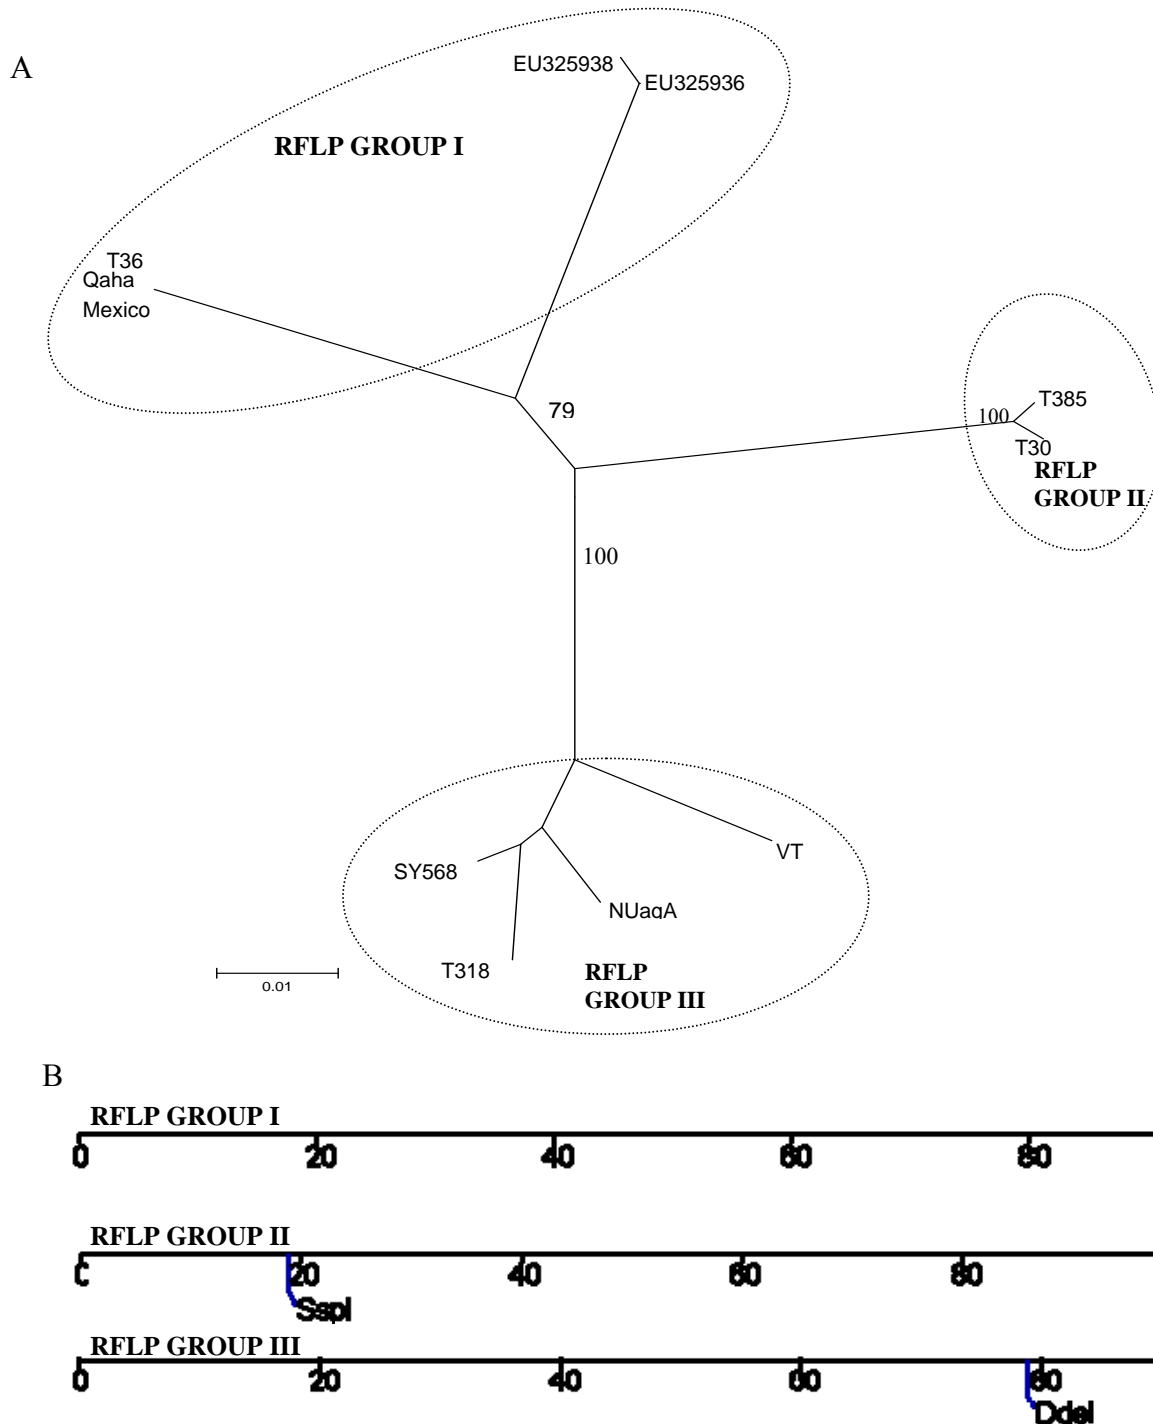 A
EU325938
EU325936
RFLP GROUP I
T36
Qaha
Mexico
79
100
T385
T30
RFLP
GROUP II
100
VT
SY568
NUagA
T318
RFLP
GROUP III
0.01
B
RFLP GROUP I
0 20 40 60 80
RFLP GROUP II
20 40 60 80
SspI
RFLP GROUP III
0 20 40 60 80
DdeI